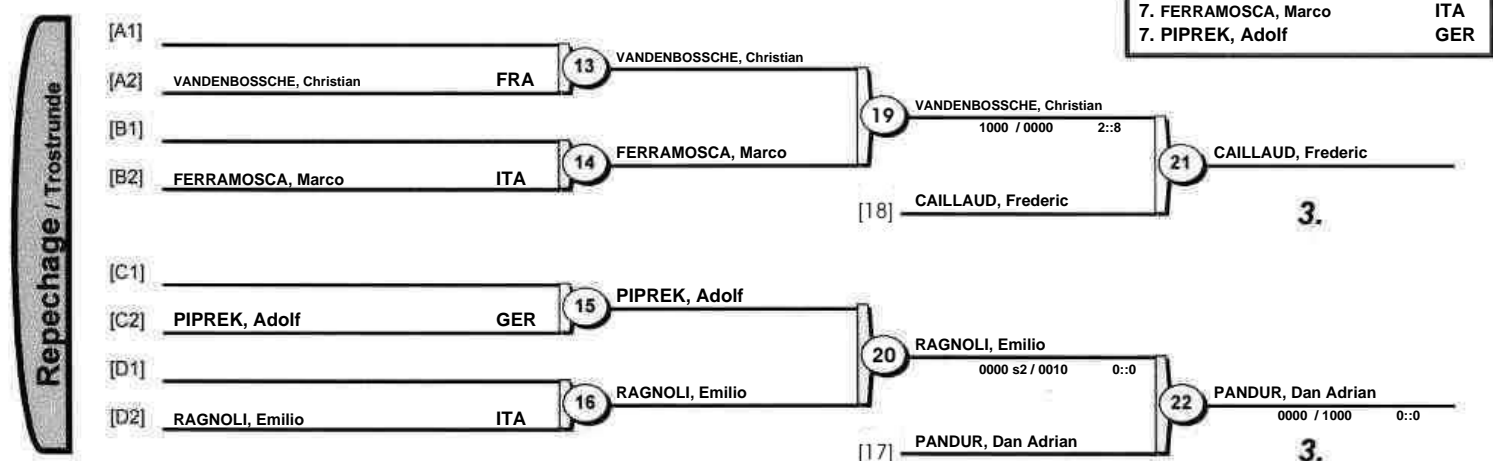 7. FERRAMOSCA, Marco ITA
7. PIPREK, Adolf GER
Repechage / Trostrunde
[A1]
[A2] VANDENBOSSCHE, Christian FRA
13 VANDENBOSSCHE, Christian
[B1]
[B2] FERRAMOSCA, Marco ITA
14 FERRAMOSCA, Marco
19 VANDENBOSSCHE, Christian
1000 / 0000 2::8
[18] CAILLAUD, Frederic
21 CAILLAUD, Frederic
3.
[C1]
[C2] PIPREK, Adolf GER
15 PIPREK, Adolf
[D1]
[D2] RAGNOLI, Emilio ITA
16 RAGNOLI, Emilio
20 RAGNOLI, Emilio
0000 s2 / 0010 0::0
[17] PANDUR, Dan Adrian
22 PANDUR, Dan Adrian
0000 / 1000 0::0
3.